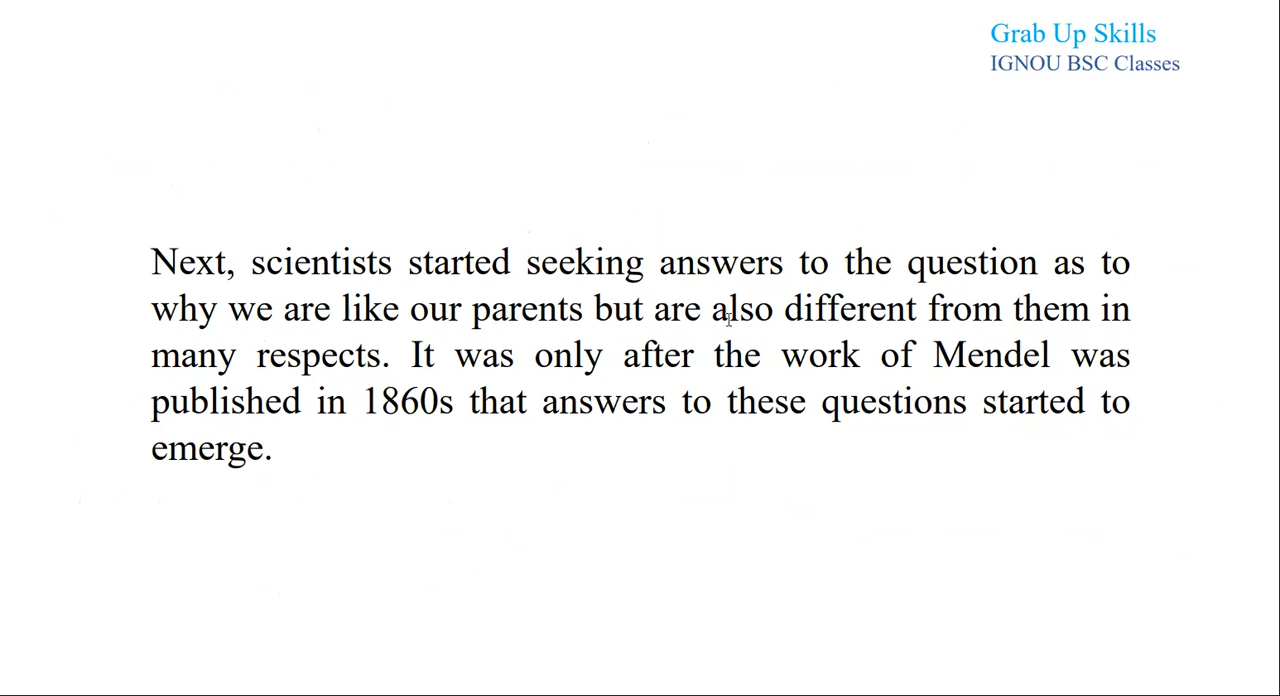 Grab Up Skills
IGNOU BSC Classes
Next, scientists started seeking answers to the question as to
why we are like our parents but are also different from them in
many respects. It was only after the work of Mendel was
published in 1860s that answers to these questions started to
emerge.